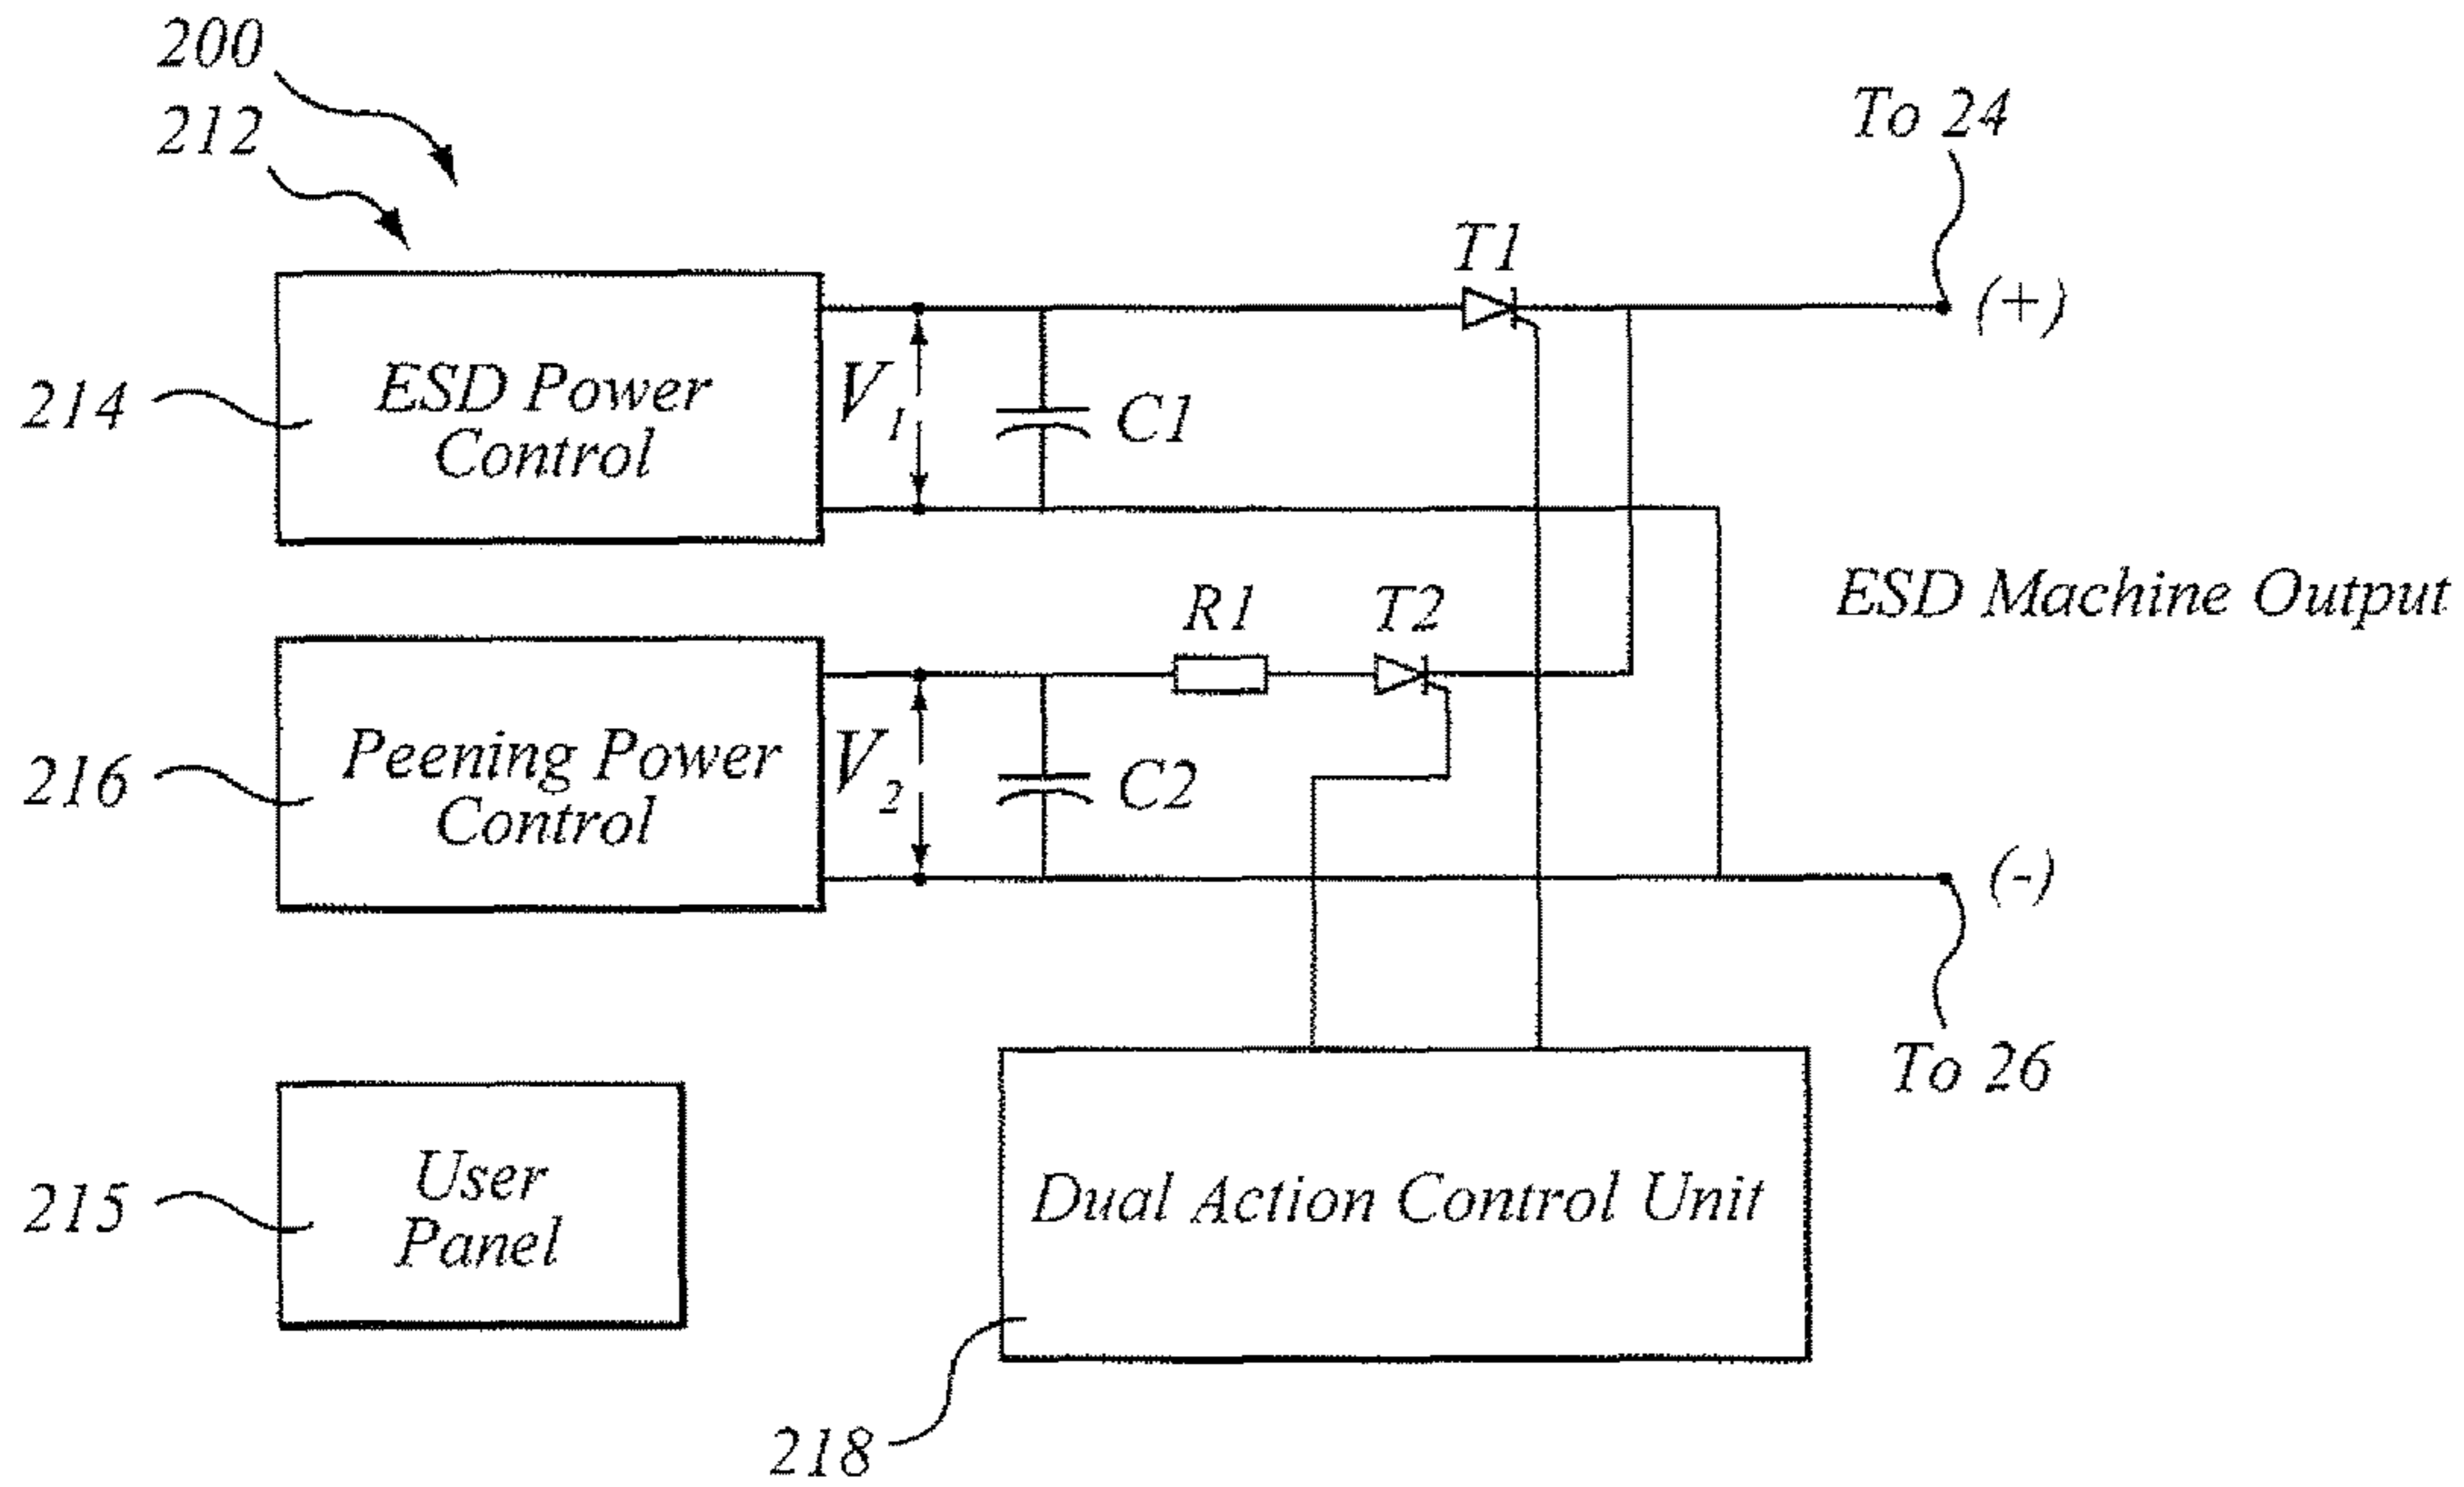 200
212
To 24
T1
(+)
214
ESD Power
Control
V1
C1
ESD Machine Output
R1
T2
216
Peening Power
Control
V2
C2
(-)
To 26
215
User
Panel
Dual Action Control Unit
218